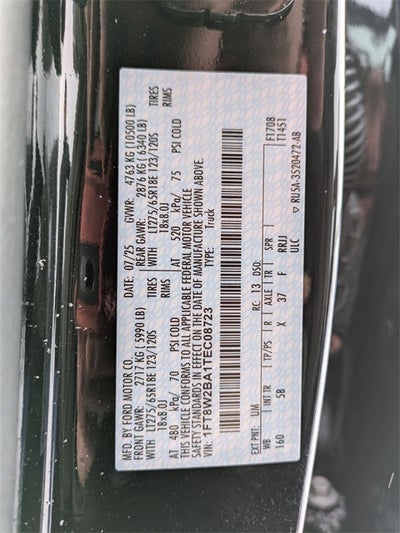 MFD. BY FORD MOTOR CO.
DATE: 07/25 GVWR: 4763 KG (10500 LB)
FRONT GAWR: 2717 KG (5990 LB) REAR GAWR: 2876 KG (6340 LB)
WITH LT275/65R18E 123/120S TIRES WITH LT275/65R18E 123/120S TIRES
18x8.0J RIMS 18x8.0J RIMS
AT 480 kPa/ 70 PSI COLD AT 520 kPa/ 75 PSI COLD
THIS VEHICLE CONFORMS TO ALL APPLICABLE FEDERAL MOTOR VEHICLE
SAFETY STANDARDS IN EFFECT ON THE DATE OF MANUFACTURE SHOWN ABOVE.
VIN: 1FT8W2BA1TEC08723 TYPE: Truck
F1708
T1451
EXT PNT: UM RC: 13 DSO:
WB INT TR TP/PS R AXLE TR SPR
160 5B X 37 F RRJJ
ULC
▽ RU5A-3520472-AB